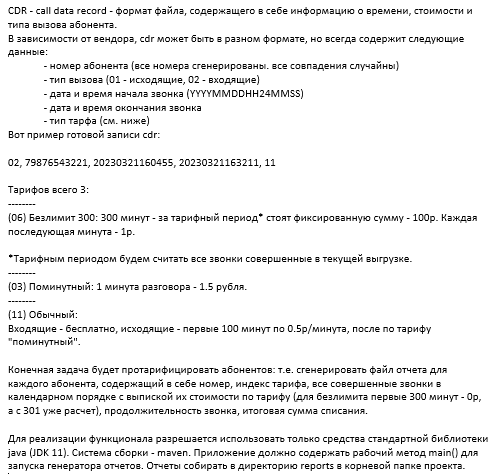 CDR - call data record - формат файла, содержащего в себе информацию о времени, стоимости и
типа вызова абонента.
В зависимости от вендора, cdr может быть в разном формате, но всегда содержит следующие
данные:
- номер абонента (все номера сгенерированы. все совпадения случайны)
- тип вызова (01 - исходящие, 02 - входящие)
- дата и время начала звонка (YYYYMMDDHH24MMSS)
- дата и время окончания звонка
- тип тарфа (см. ниже)
Вот пример готовой записи cdr:
02, 79876543221, 20230321160455, 20230321163211, 11
Тарифов всего 3:
--------
(06) Безлимит 300: 300 минут - за тарифный период* стоят фиксированную сумму - 100р. Каждая
последующая минута - 1р.
*Тарифным периодом будем считать все звонки совершенные в текущей выгрузке.
--------
(03) Поминутный: 1 минута разговора - 1.5 рубля.
--------
(11) Обычный:
Входящие - бесплатно, исходящие - первые 100 минут по 0.5р/минута, после по тарифу
"поминутный".
Конечная задача будет протарифицировать абонентов: т.е. сгенерировать файл отчета для
каждого абонента, содержащий в себе номер, индекс тарифа, все совершенные звонки в
календарном порядке с выпиской их стоимости по тарифу (для безлимита первые 300 минут - 0р,
а с 301 уже расчет), продолжительность звонка, итоговая сумма списания.
Для реализации функционала разрешается использовать только средства стандартной библиотеки
java (JDK 11). Система сборки - maven. Приложение должно содержать рабочий метод main() для
запуска генератора отчетов. Отчеты собирать в директорию reports в корневой папке проекта.